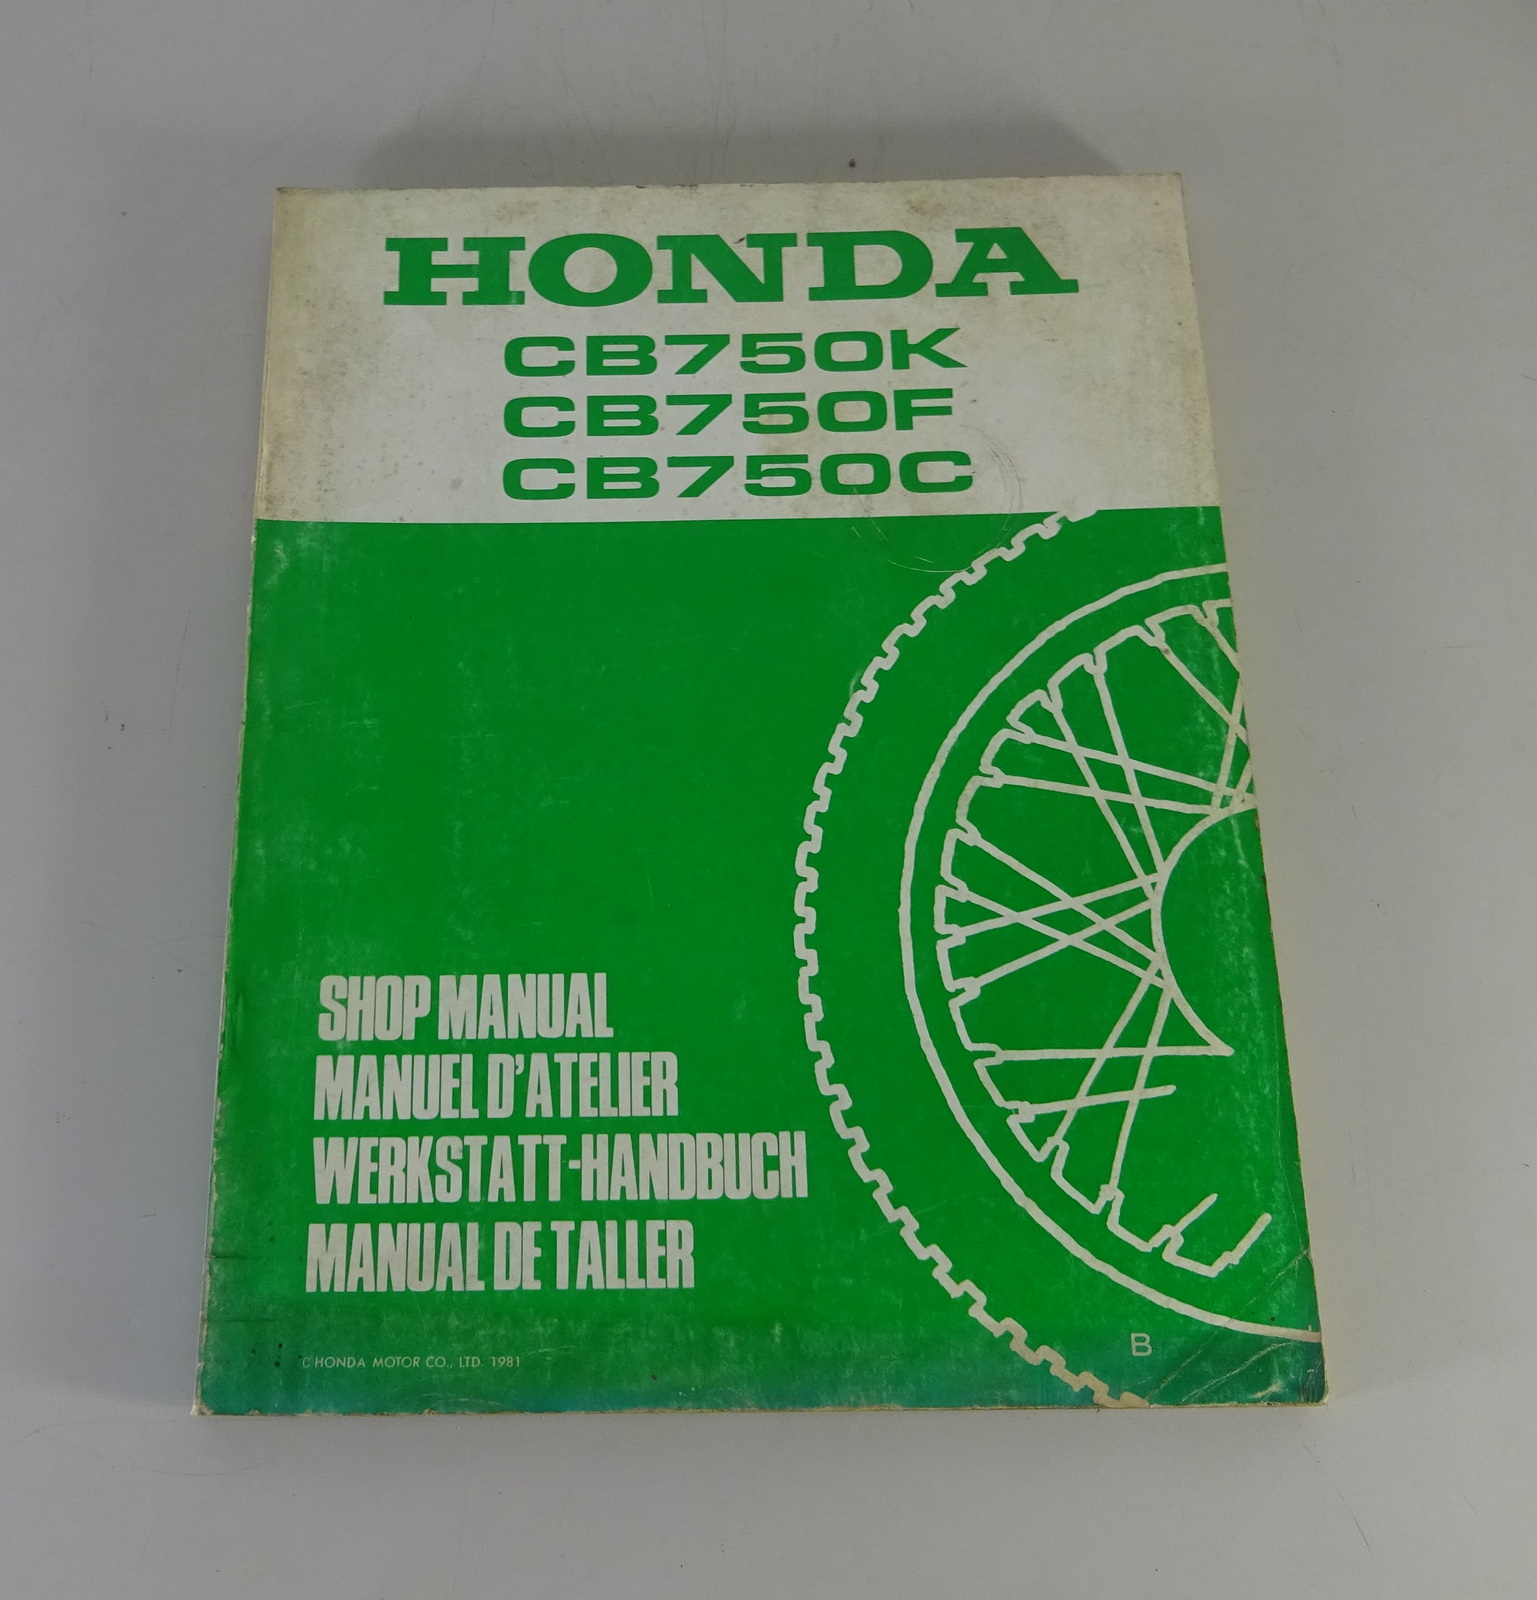 HONDA
CB750K
CB750F
CB750C
SHOP MANUAL
MANUEL D'ATELIER
WERKSTATT-HANDBUCH
MANUAL DE TALLER
© HONDA MOTOR CO., LTD. 1981
B